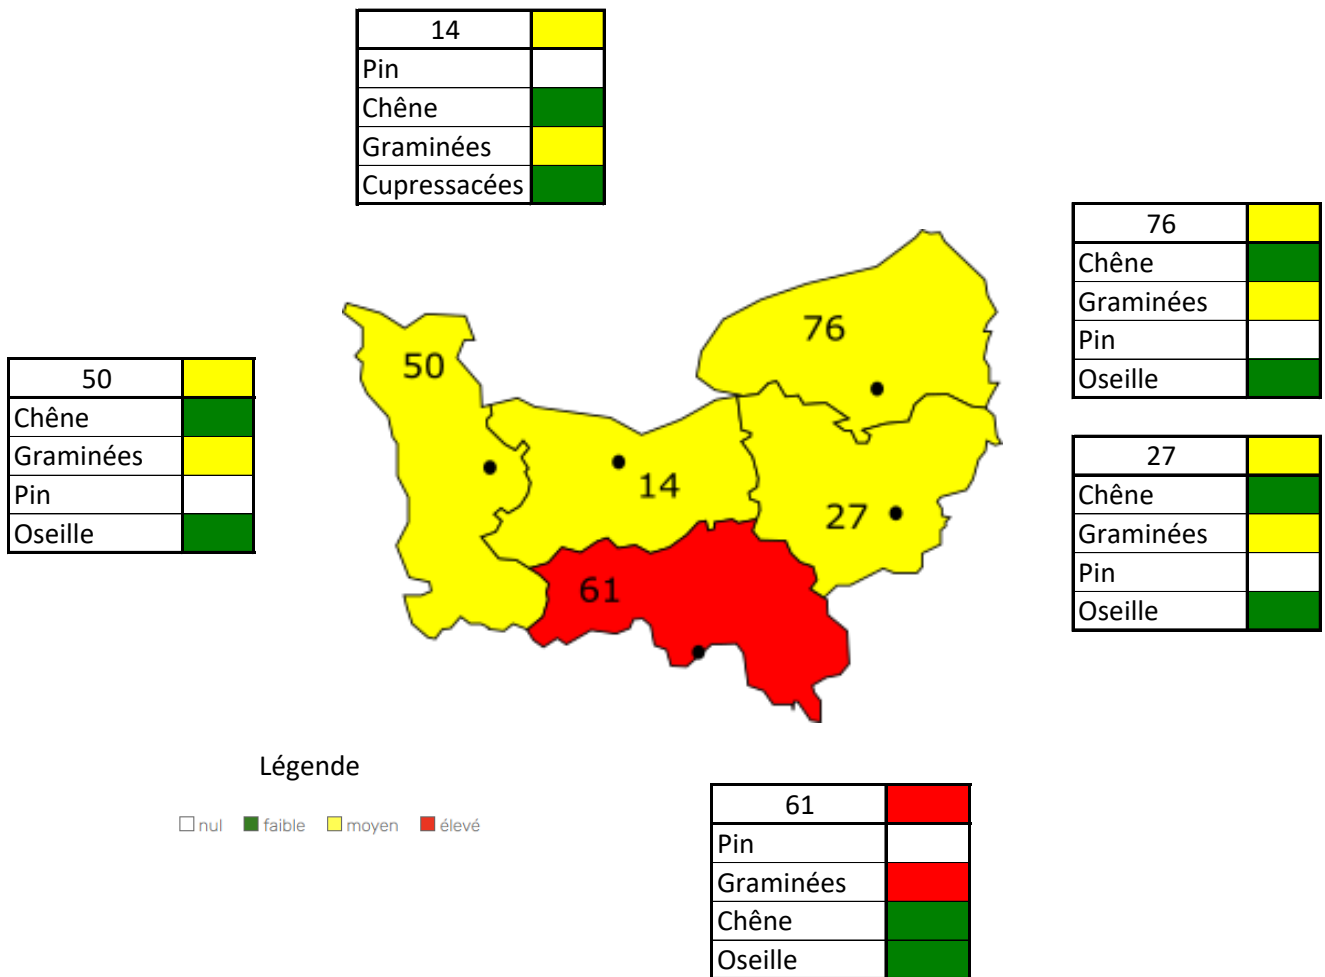 14
Pin
Chêne
Graminées
Cupressacées
76
Chêne
Graminées
Pin
Oseille
50
Chêne
Graminées
Pin
Oseille
27
Chêne
Graminées
Pin
Oseille
76
50
14
27
61
Légende
nul faible moyen élevé
61
Pin
Graminées
Chêne
Oseille